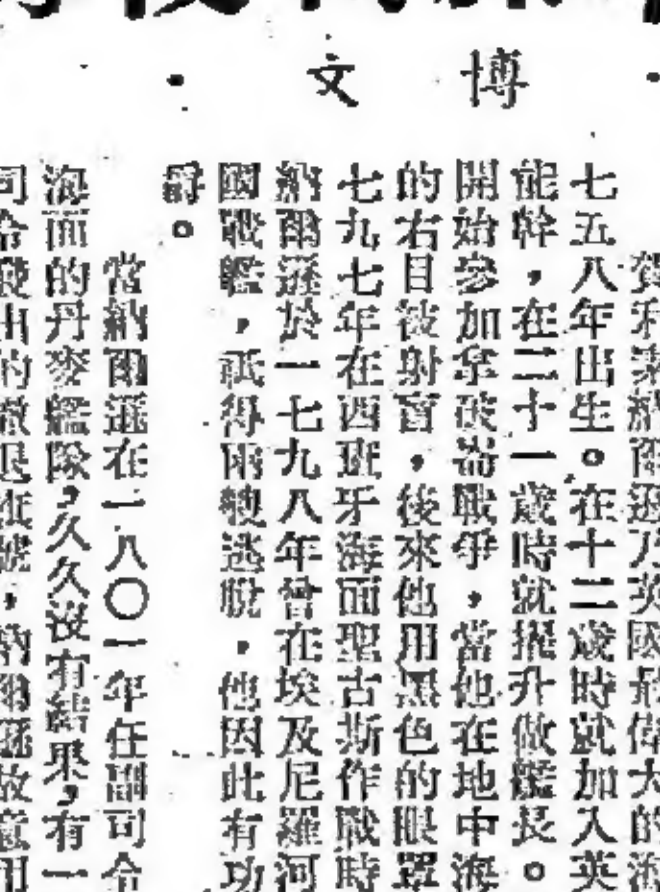 博文
賀利素納爾遜乃英國最偉大的海
七五八年出生。在十二歲時就加入英
能幹,在二十一歲時就擢升做艦長。
開始參加拿破崙戰爭,當他在地中海
的右目被射盲,後來他用黑色的眼罩
七九七年在西班牙海面聖古斯作戰時
納爾遜於一七九八年曾在埃及尼羅河
國戰艦,祇得兩艘逃脫,他因此有功
爵。
當納爾遜在一八〇一年任副司令
海面的丹麥艦隊,久久沒有結果,有一
司令發出的撤退旗號,納爾遜故意用